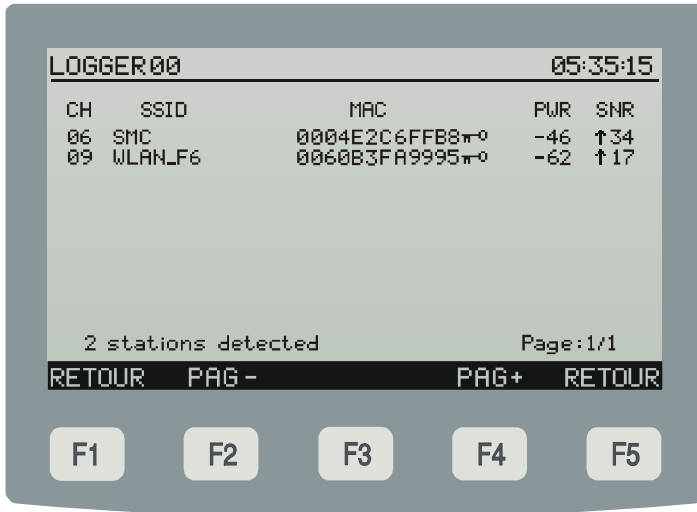 LOGGER00 05:35:15
CH SSID MAC PWR SNR
06 SMC 0004E2C6FFB8 -46 ↑34
09 WLAN_F6 0060B3FA9995 -62 ↑17
2 stations detected Page:1/1
RETOUR PAG- PAG+ RETOUR
F1 F2 F3 F4 F5